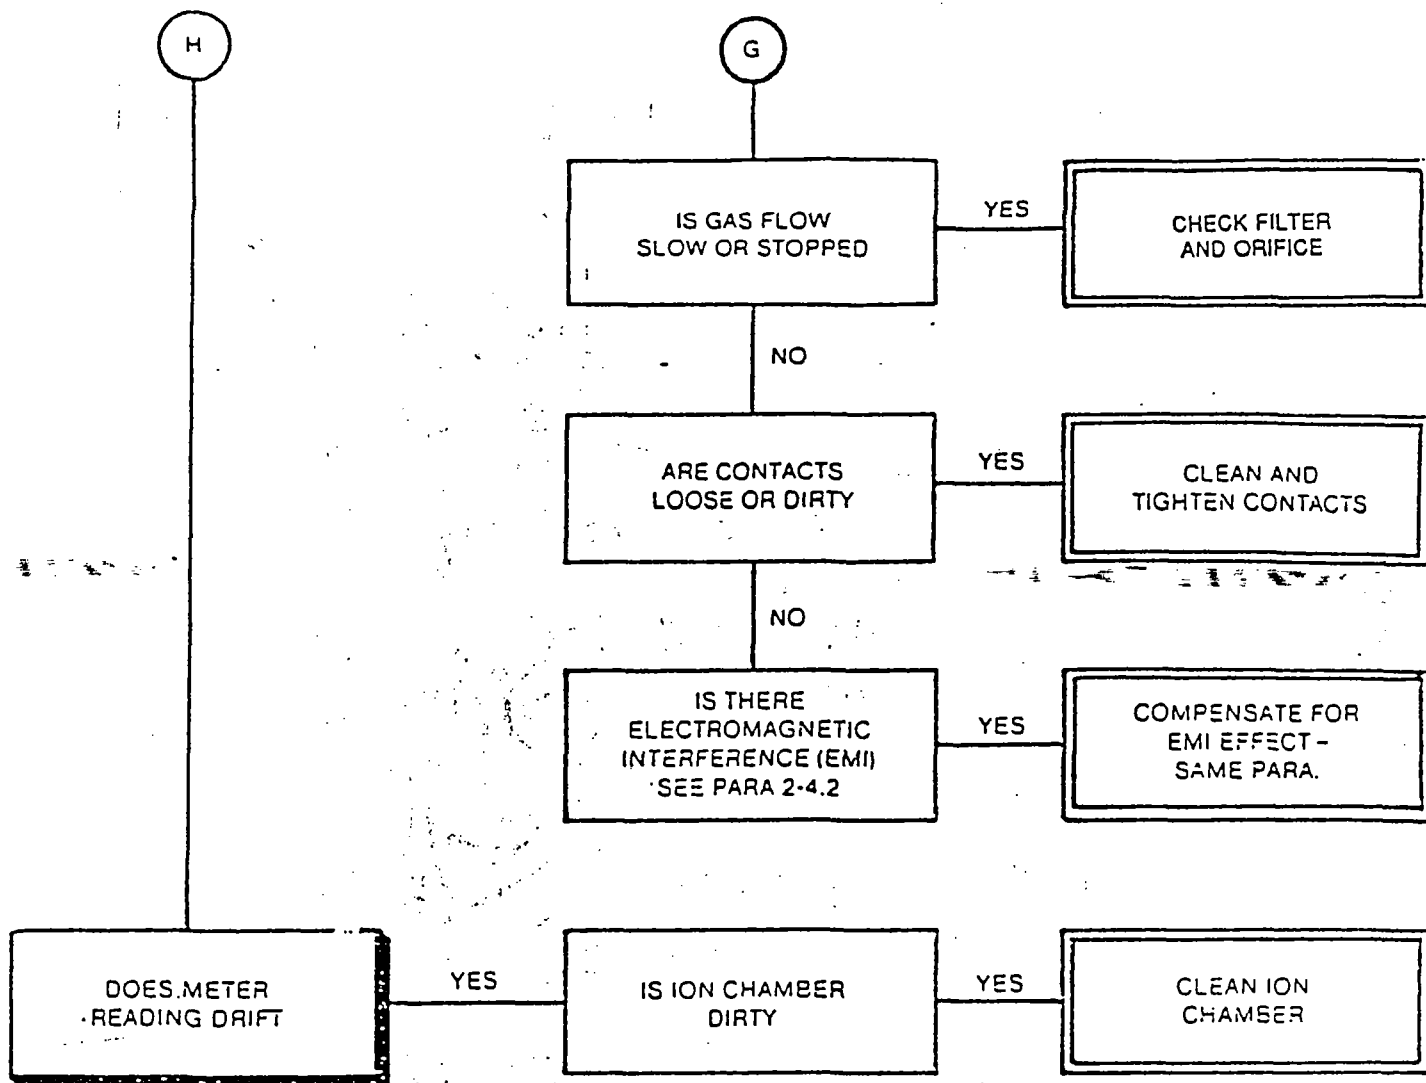 H
G
IS GAS FLOW
SLOW OR STOPPED
YES
CHECK FILTER
AND ORIFICE
NO
ARE CONTACTS
LOOSE OR DIRTY
YES
CLEAN AND
TIGHTEN CONTACTS
NO
IS THERE
ELECTROMAGNETIC
INTERFERENCE (EMI)
SEE PARA 2-4.2
YES
COMPENSATE FOR
EMI EFFECT –
SAME PARA.
DOES METER
READING DRIFT
YES
IS ION CHAMBER
DIRTY
YES
CLEAN ION
CHAMBER